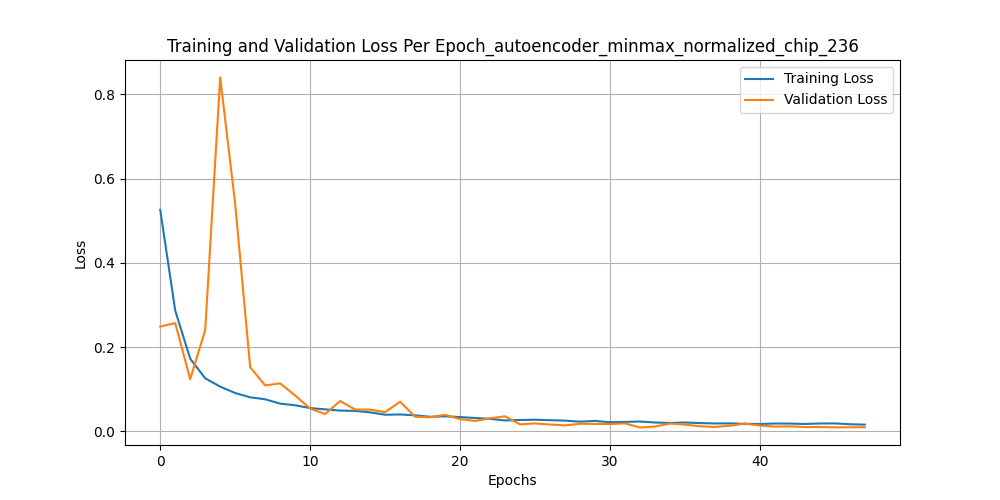 Training and Validation Loss Per Epoch_autoencoder_minmax_normalized_chip_236
Training Loss
Validation Loss
0.8
0.6
0.4
0.2
0.0
Loss
0 10 20 30 40
Epochs